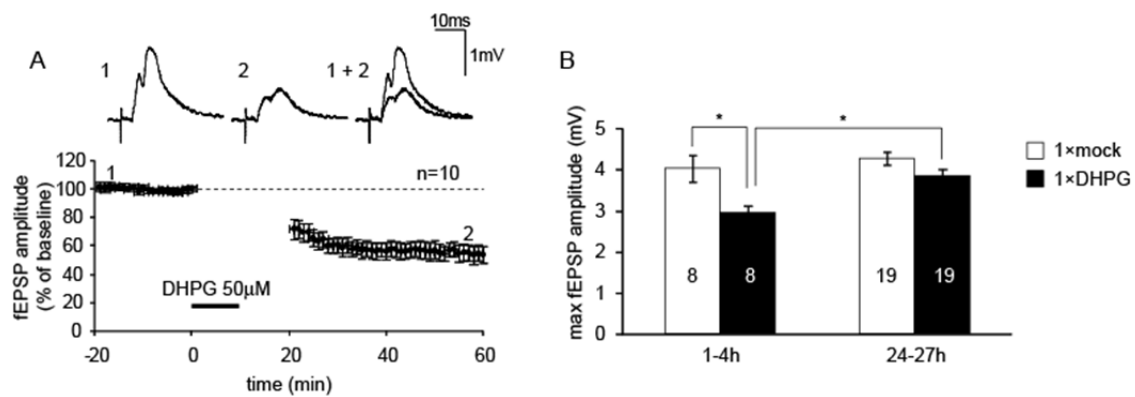 A
1
2
1 + 2
10ms
1mV
fEPSP amplitude
(% of baseline)
120
100
80
60
40
20
0
1
n=10
2
DHPG 50µM
-20
0
20
40
60
time (min)
B
max fEPSP amplitude (mV)
5
4
3
2
1
0
*
*
8
8
19
19
1-4h
24-27h
1×mock
1×DHPG